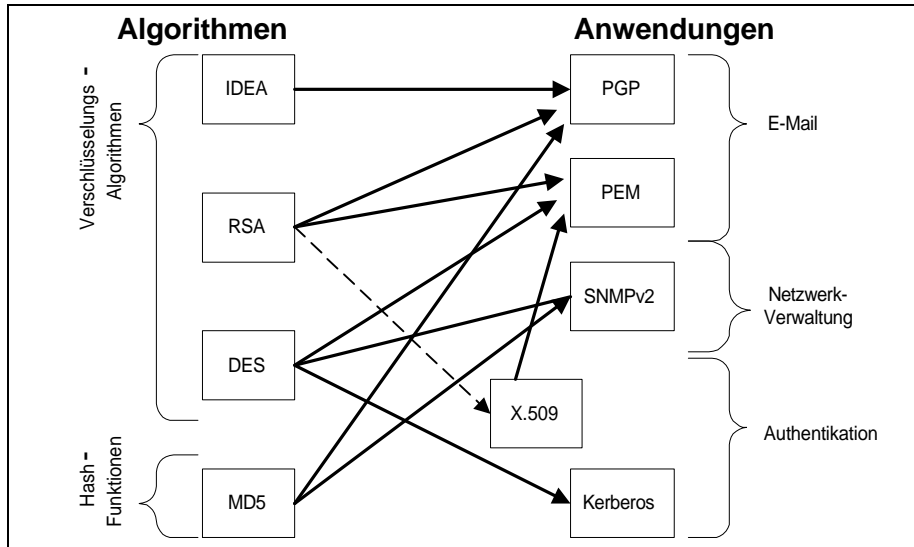 Algorithmen
Anwendungen
Verschlüsselungs-
Algorithmen
IDEA
PGP
E-Mail
RSA
PEM
SNMPv2
Netzwerk-
Verwaltung
DES
X.509
Authentikation
Hash-
Funktionen
MD5
Kerberos